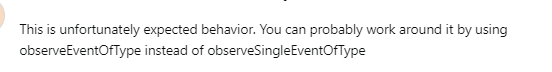 This is unfortunately expected behavior. You can probably work around it by using
observeEventOfType instead of observeSingleEventOfType